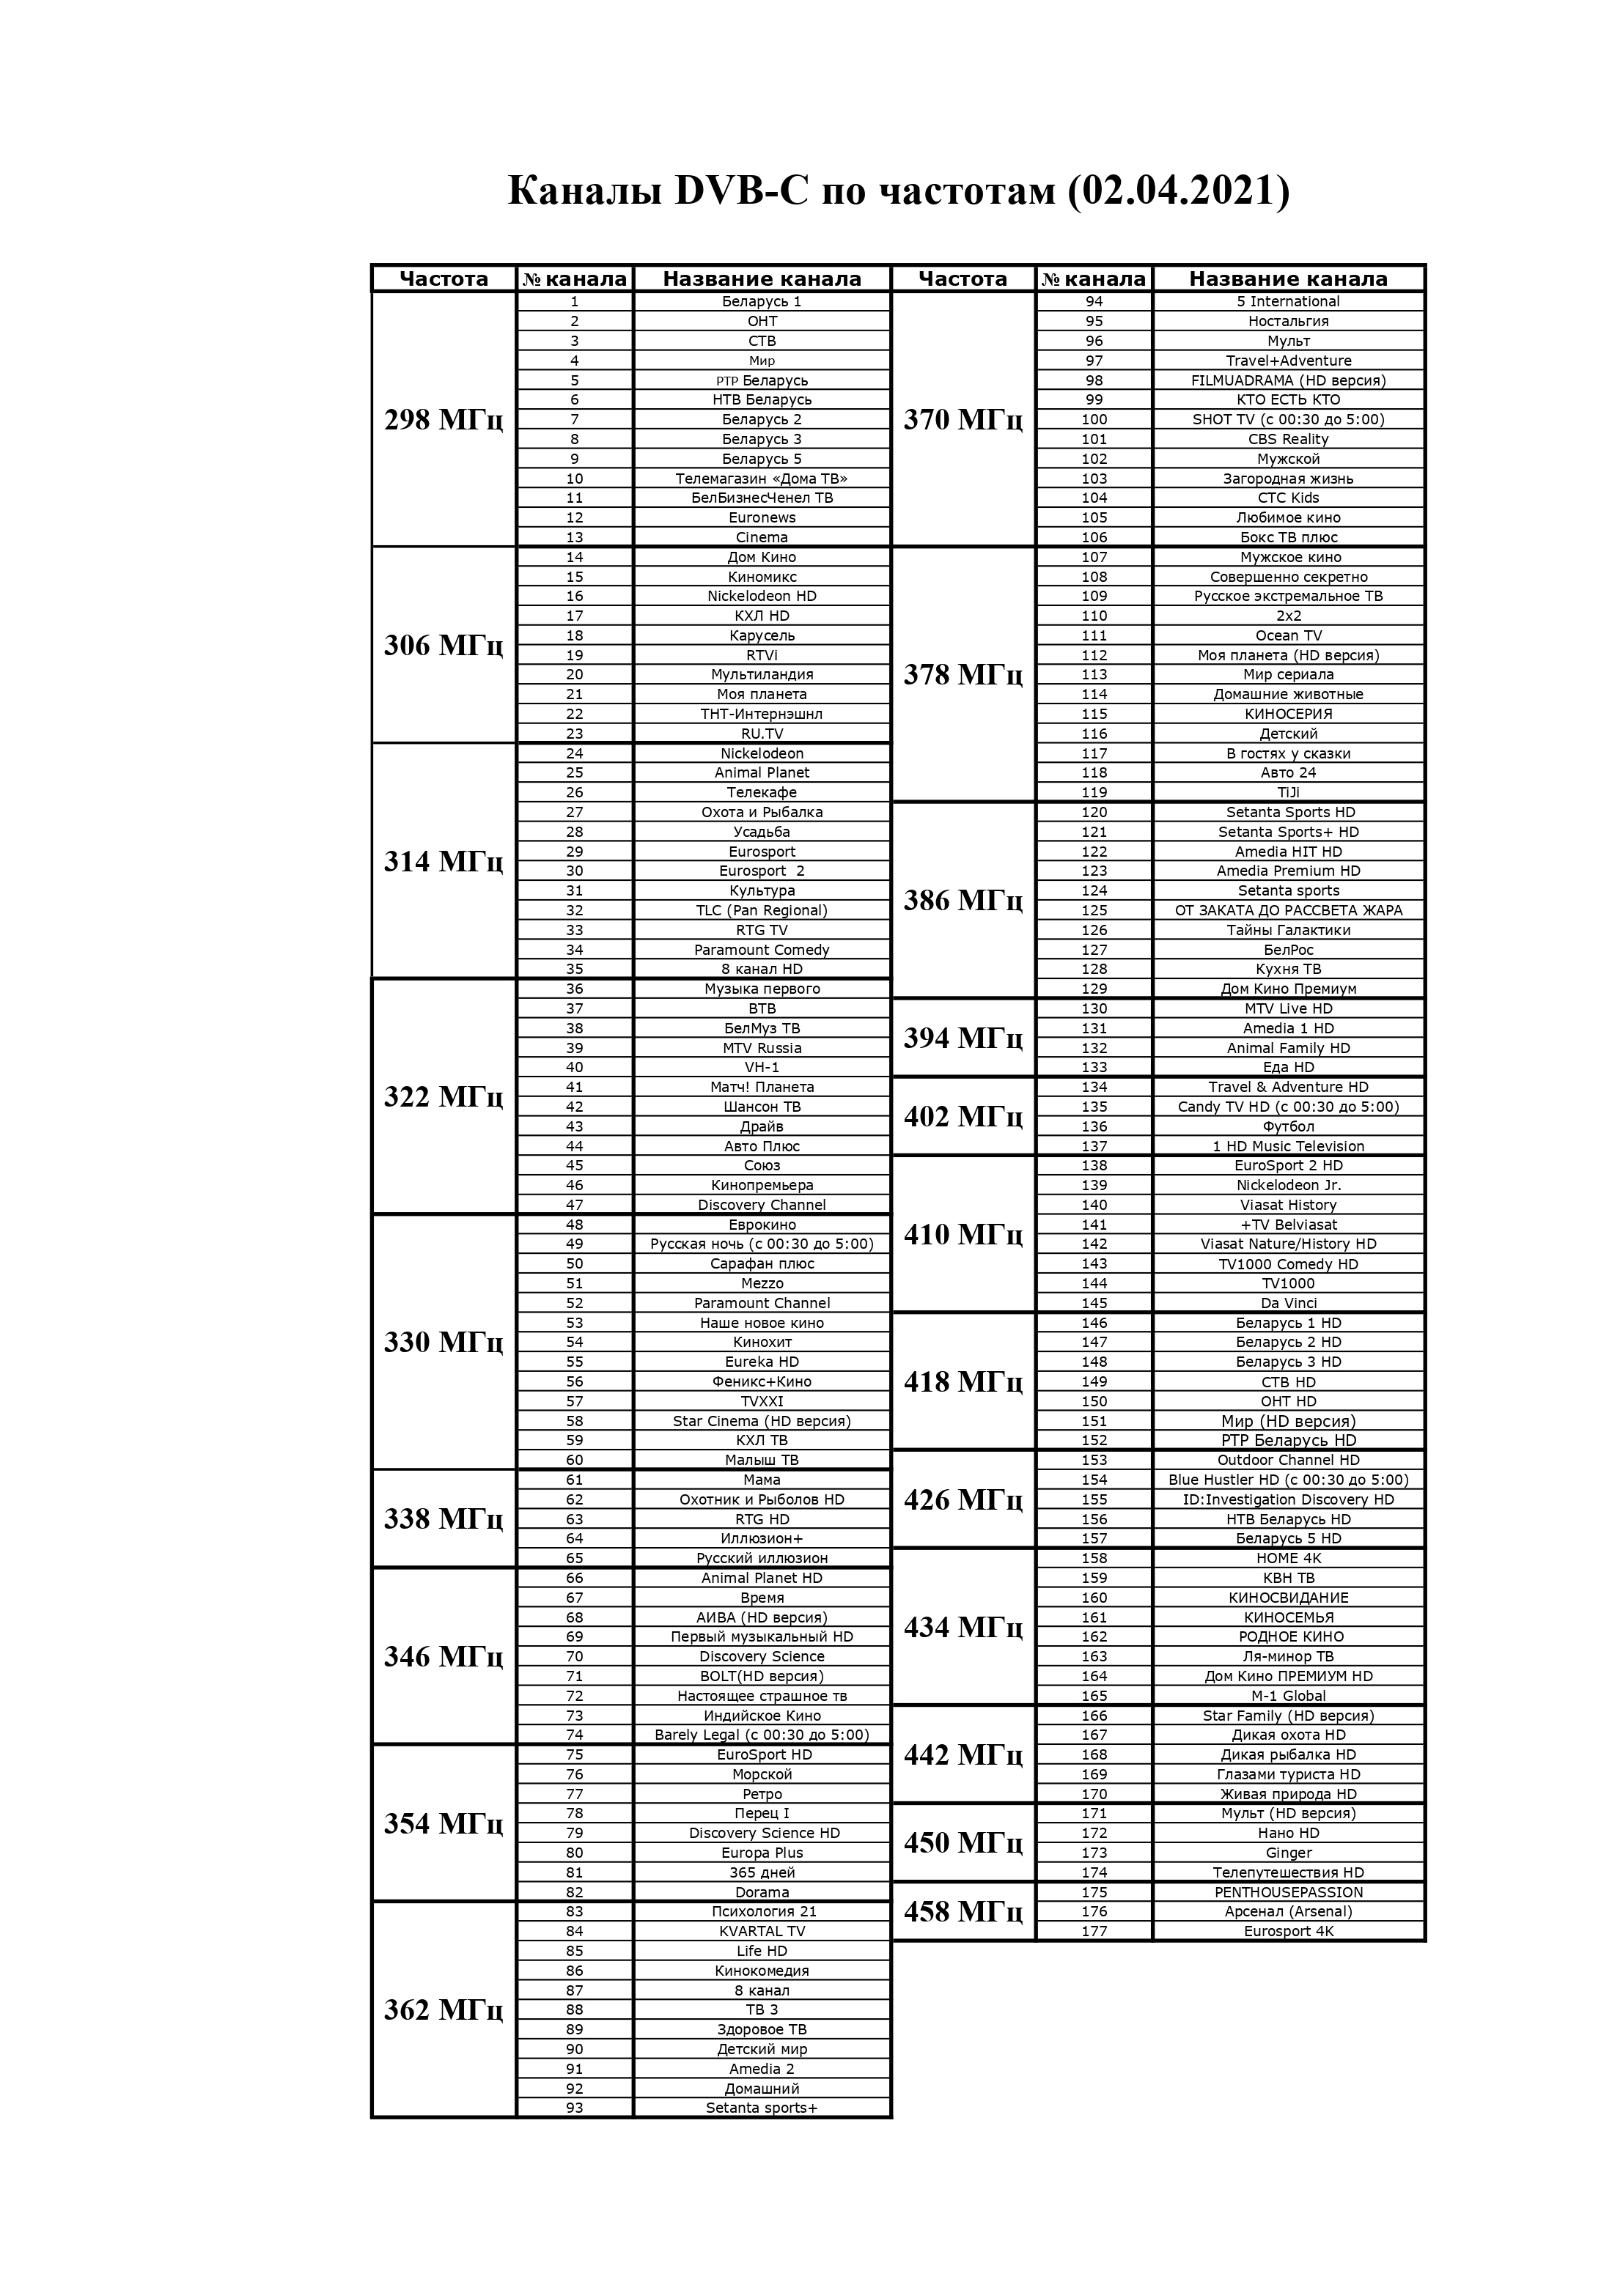 Каналы DVB-C по частотам (02.04.2021)
Частота № канала Название канала
298 МГц
1 Беларусь 1
2 ОНТ
3 СТВ
4 Мир
5 РТР Беларусь
6 НТВ Беларусь
7 Беларусь 2
8 Беларусь 3
9 Беларусь 5
10 Телемагазин «Дома ТВ»
11 БелБизнесЧенел ТВ
12 Euronews
13 Cinema
306 МГц
14 Дом Кино
15 Киномикс
16 Nickelodeon HD
17 КХЛ HD
18 Карусель
19 RTVi
20 Мультиландия
21 Моя планета
22 ТНТ-Интернэшнл
23 RU.TV
314 МГц
24 Nickelodeon
25 Animal Planet
26 Телекафе
27 Охота и Рыбалка
28 Усадьба
29 Eurosport
30 Eurosport  2
31 Культура
32 TLC (Pan Regional)
33 RTG TV
34 Paramount Comedy
35 8 канал HD
322 МГц
36 Музыка первого
37 ВТВ
38 БелМуз ТВ
39 MTV Russia
40 VH-1
41 Матч! Планета
42 Шансон ТВ
43 Драйв
44 Авто Плюс
45 Союз
46 Кинопремьера
47 Discovery Channel
330 МГц
48 Еврокино
49 Русская ночь (с 00:30 до 5:00)
50 Сарафан плюс
51 Mezzo
52 Paramount Channel
53 Наше новое кино
54 Кинохит
55 Eureka HD
56 Феникс+Кино
57 TVXXI
58 Star Cinema (HD версия)
59 КХЛ ТВ
60 Малыш ТВ
338 МГц
61 Мама
62 Охотник и Рыболов HD
63 RTG HD
64 Иллюзион+
65 Русский иллюзион
346 МГц
66 Animal Planet HD
67 Время
68 АИВА (HD версия)
69 Первый музыкальный HD
70 Discovery Science
71 BOLT(HD версия)
72 Настоящее страшное тв
73 Индийское Кино
74 Barely Legal (с 00:30 до 5:00)
354 МГц
75 EuroSport HD
76 Морской
77 Ретро
78 Перец I
79 Discovery Science HD
80 Europa Plus
81 365 дней
82 Dorama
362 МГц
83 Психология 21
84 KVARTAL TV
85 Life HD
86 Кинокомедия
87 8 канал
88 ТВ 3
89 Здоровое ТВ
90 Детский мир
91 Amedia 2
92 Домашний
93 Setanta sports+
Частота № канала Название канала
370 МГц
94 5 International
95 Ностальгия
96 Мульт
97 Travel+Adventure
98 FILMUADRAMA (HD версия)
99 КТО ЕСТЬ КТО
100 SHOT TV (с 00:30 до 5:00)
101 CBS Reality
102 Мужской
103 Загородная жизнь
104 СТС Kids
105 Любимое кино
106 Бокс ТВ плюс
378 МГц
107 Мужское кино
108 Совершенно секретно
109 Русское экстремальное ТВ
110 2x2
111 Ocean TV
112 Моя планета (HD версия)
113 Мир сериала
114 Домашние животные
115 КИНОСЕРИЯ
116 Детский
117 В гостях у сказки
118 Авто 24
119 TiJi
386 МГц
120 Setanta Sports HD
121 Setanta Sports+ HD
122 Amedia HIT HD
123 Amedia Premium HD
124 Setanta sports
125 ОТ ЗАКАТА ДО РАССВЕТА ЖАРА
126 Тайны Галактики
127 БелРос
128 Кухня ТВ
129 Дом Кино Премиум
394 МГц
130 MTV Live HD
131 Amedia 1 HD
132 Animal Family HD
133 Еда HD
402 МГц
134 Travel & Adventure HD
135 Candy TV HD (с 00:30 до 5:00)
136 Футбол
137 1 HD Music Television
410 МГц
138 EuroSport 2 HD
139 Nickelodeon Jr.
140 Viasat History
141 +TV Belviasat
142 Viasat Nature/History HD
143 TV1000 Comedy HD
144 TV1000
145 Da Vinci
418 МГц
146 Беларусь 1 HD
147 Беларусь 2 HD
148 Беларусь 3 HD
149 СТВ HD
150 ОНТ HD
151 Мир (HD версия)
152 РТР Беларусь HD
426 МГц
153 Outdoor Channel HD
154 Blue Hustler HD (с 00:30 до 5:00)
155 ID:Investigation Discovery HD
156 НТВ Беларусь HD
157 Беларусь 5 HD
434 МГц
158 HOME 4K
159 КВН ТВ
160 КИНОСВИДАНИЕ
161 КИНОСЕМЬЯ
162 РОДНОЕ КИНО
163 Ля-минор ТВ
164 Дом Кино ПРЕМИУМ HD
165 M-1 Global
442 МГц
166 Star Family (HD версия)
167 Дикая охота HD
168 Дикая рыбалка HD
169 Глазами туриста HD
170 Живая природа HD
450 МГц
171 Мульт (HD версия)
172 Нано HD
173 Ginger
174 Телепутешествия HD
458 МГц
175 PENTHOUSEPASSION
176 Арсенал (Arsenal)
177 Eurosport 4K